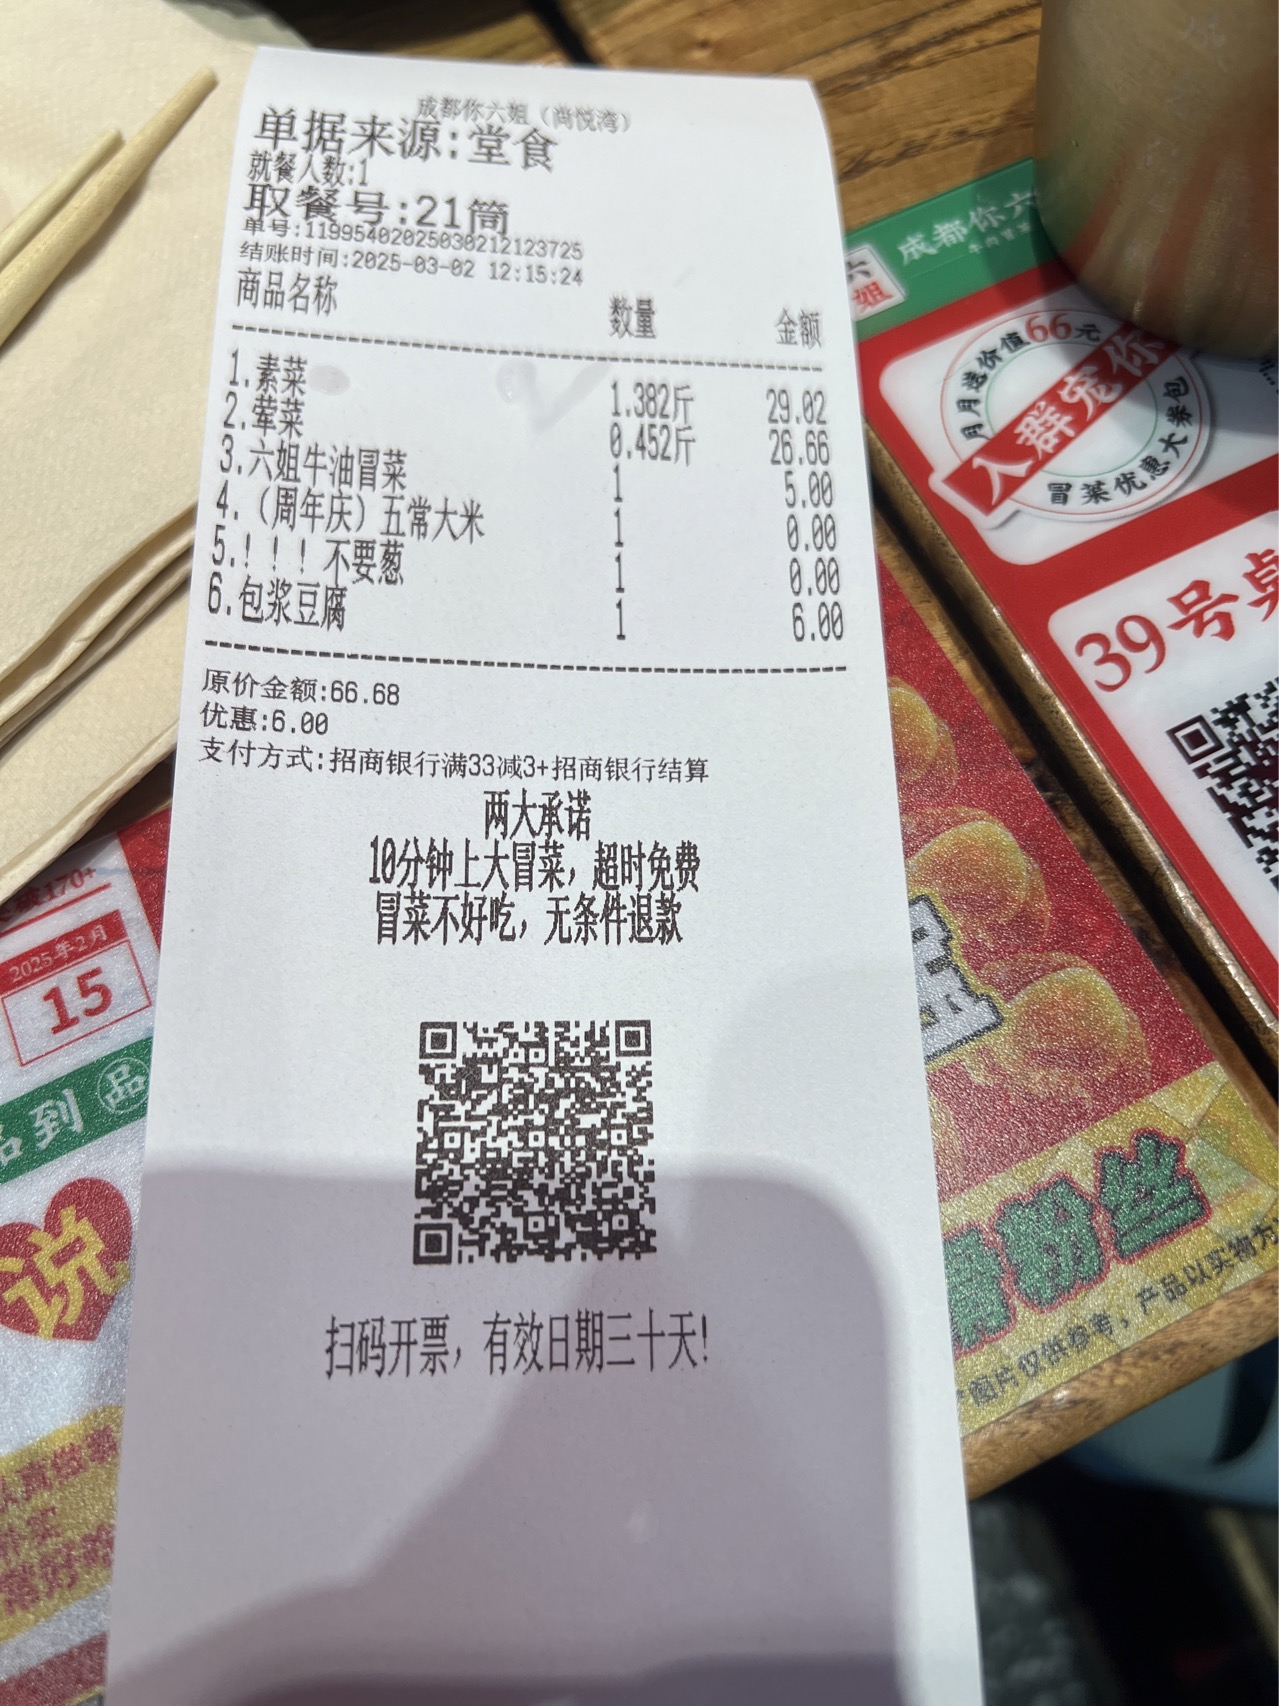 成都你六姐（尚悦湾）
单据来源:堂食
就餐人数:1
取餐号:21筒
单号:11995402025030212123725
结账时间:2025-03-02 12:15:24
商品名称 数量 金额
1.素菜 1.382斤 29.02
2.荤菜 0.452斤 26.66
3.六姐牛油冒菜 1 5.00
4.（周年庆）五常大米 1 0.00
5.！！！不要葱 1 0.00
6.包浆豆腐 1 6.00
原价金额:66.68
优惠:6.00
支付方式:招商银行满33减3+招商银行结算
两大承诺
10分钟上大冒菜，超时免费
冒菜不好吃，无条件退款
扫码开票，有效日期三十天!
六姐
成都你六
月月送价值66元
入群宠你
冒菜优惠大券包
39号桌
170+
2025年2月
15
到品
说
认真做事
粉丝
图片仅供参考，产品以实物为